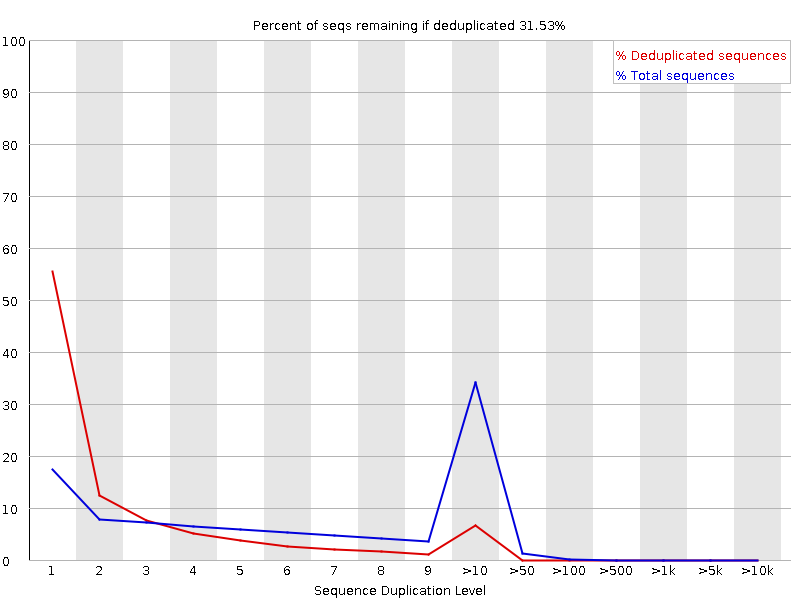 Percent of seqs remaining if deduplicated 31.53%
% Deduplicated sequences
% Total sequences
100
90
80
70
60
50
40
30
20
10
0
1 2 3 4 5 6 7 8 9 >10 >50 >100 >500 >1k >5k >10k
Sequence Duplication Level